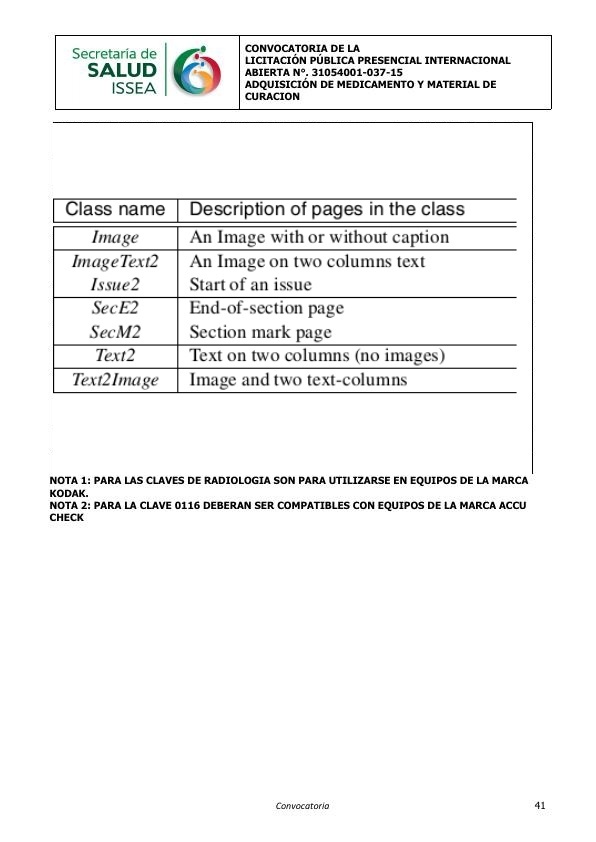 Secretaría de
SALUD
ISSEA
CONVOCATORIA DE LA
LICITACIÓN PÚBLICA PRESENCIAL INTERNACIONAL
ABIERTA N°. 31054001-037-15
ADQUISICIÓN DE MEDICAMENTO Y MATERIAL DE
CURACION
Class name Description of pages in the class
Image An Image with or without caption
ImageText2 An Image on two columns text
Issue2 Start of an issue
SecE2 End-of-section page
SecM2 Section mark page
Text2 Text on two columns (no images)
Text2Image Image and two text-columns
NOTA 1: PARA LAS CLAVES DE RADIOLOGIA SON PARA UTILIZARSE EN EQUIPOS DE LA MARCA
KODAK.
NOTA 2: PARA LA CLAVE 0116 DEBERAN SER COMPATIBLES CON EQUIPOS DE LA MARCA ACCU
CHECK
Convocatoria 41